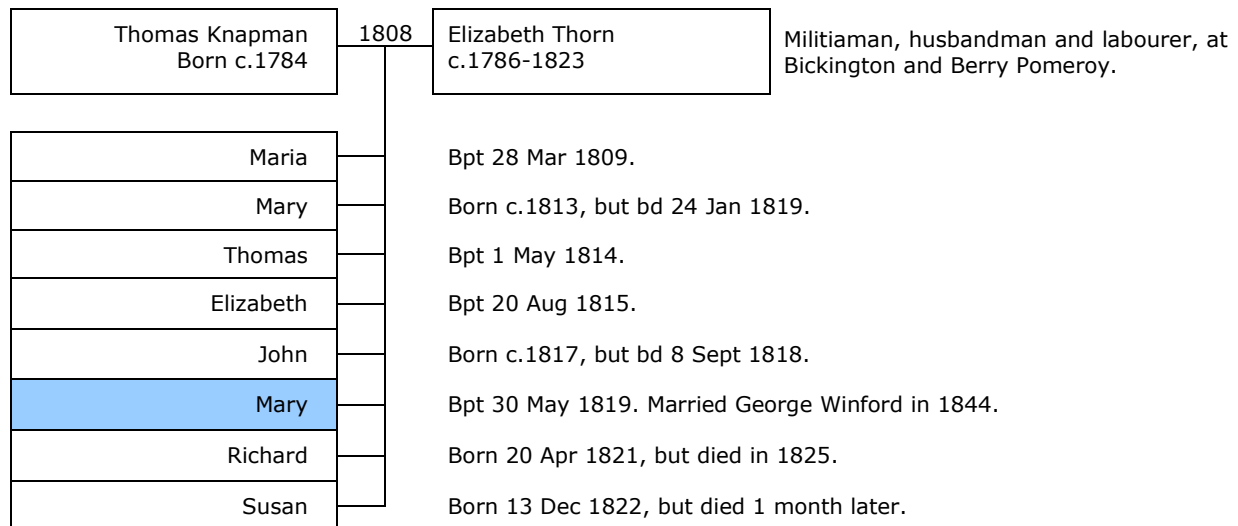 Thomas Knapman
Born c.1784
1808
Elizabeth Thorn
c.1786-1823
Militiaman, husbandman and labourer, at
Bickington and Berry Pomeroy.
Maria
Bpt 28 Mar 1809.
Mary
Born c.1813, but bd 24 Jan 1819.
Thomas
Bpt 1 May 1814.
Elizabeth
Bpt 20 Aug 1815.
John
Born c.1817, but bd 8 Sept 1818.
Mary
Bpt 30 May 1819. Married George Winford in 1844.
Richard
Born 20 Apr 1821, but died in 1825.
Susan
Born 13 Dec 1822, but died 1 month later.